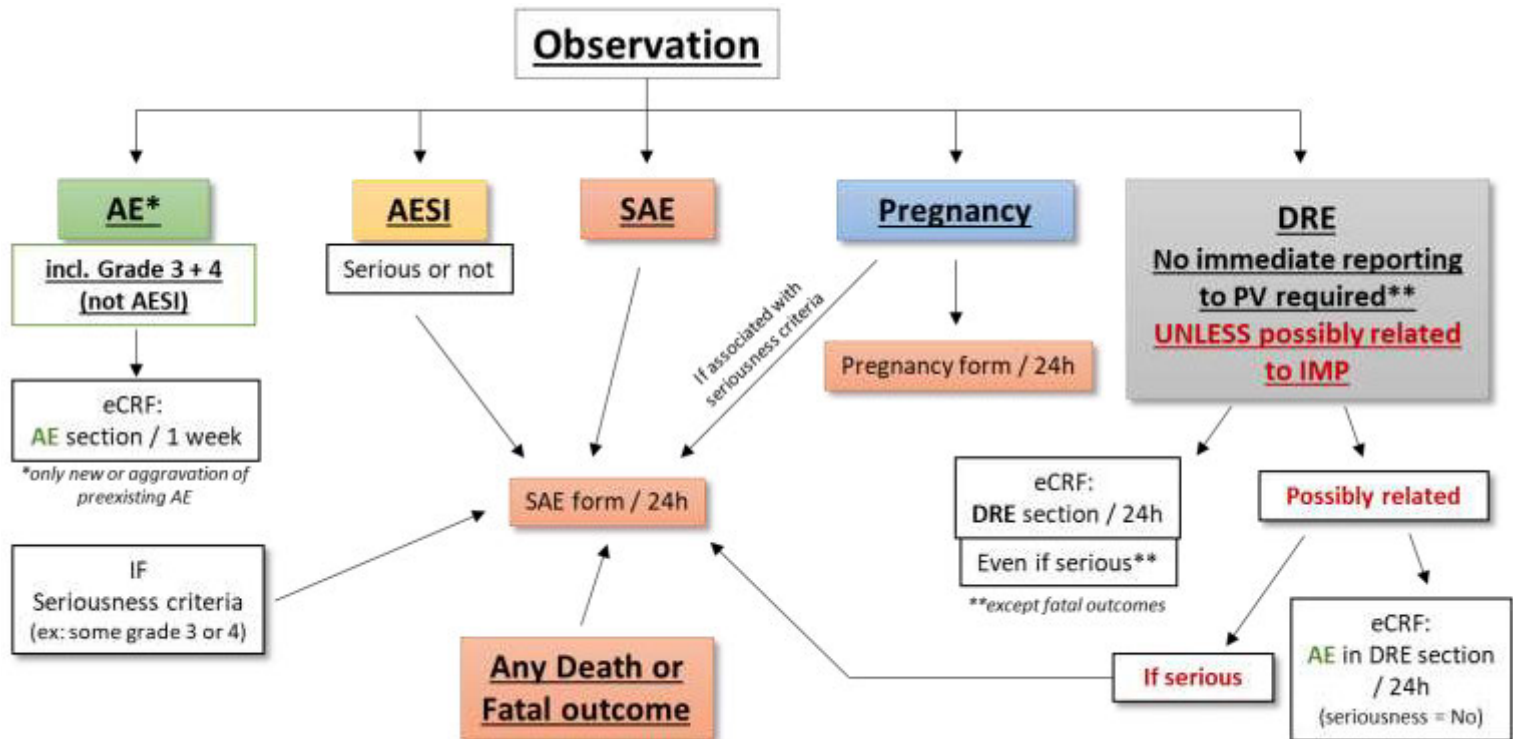 Observation
AE*
incl. Grade 3 + 4
(not AESI)
eCRF:
AE section / 1 week
*only new or aggravation of
preexisting AE
IF
Seriousness criteria
(ex: some grade 3 or 4)
AESI
Serious or not
SAE
SAE form / 24h
Any Death or
Fatal outcome
Pregnancy
If associated with
seriousness criteria
Pregnancy form / 24h
DRE
No immediate reporting
to PV required**
UNLESS possibly related
to IMP
eCRF:
DRE section / 24h
Even if serious**
**except fatal outcomes
Possibly related
If serious
eCRF:
AE in DRE section
/ 24h
(seriousness = No)